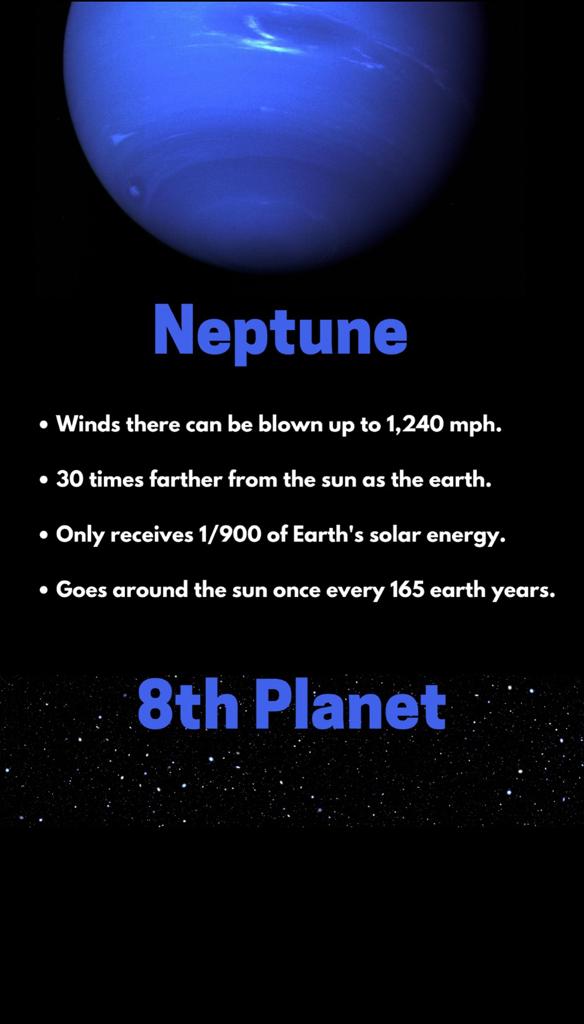 Neptune
• Winds there can be blown up to 1,240 mph.
• 30 times farther from the sun as the earth.
• Only receives 1/900 of Earth's solar energy.
• Goes around the sun once every 165 earth years.
8th Planet